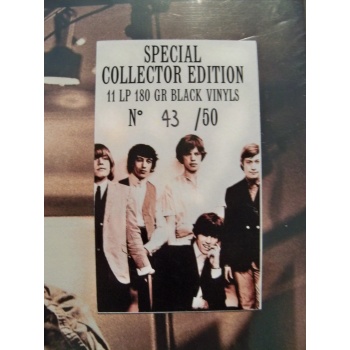 SPECIAL
COLLECTOR EDITION
11 LP 180 GR BLACK VINYLS
N° 43 /50